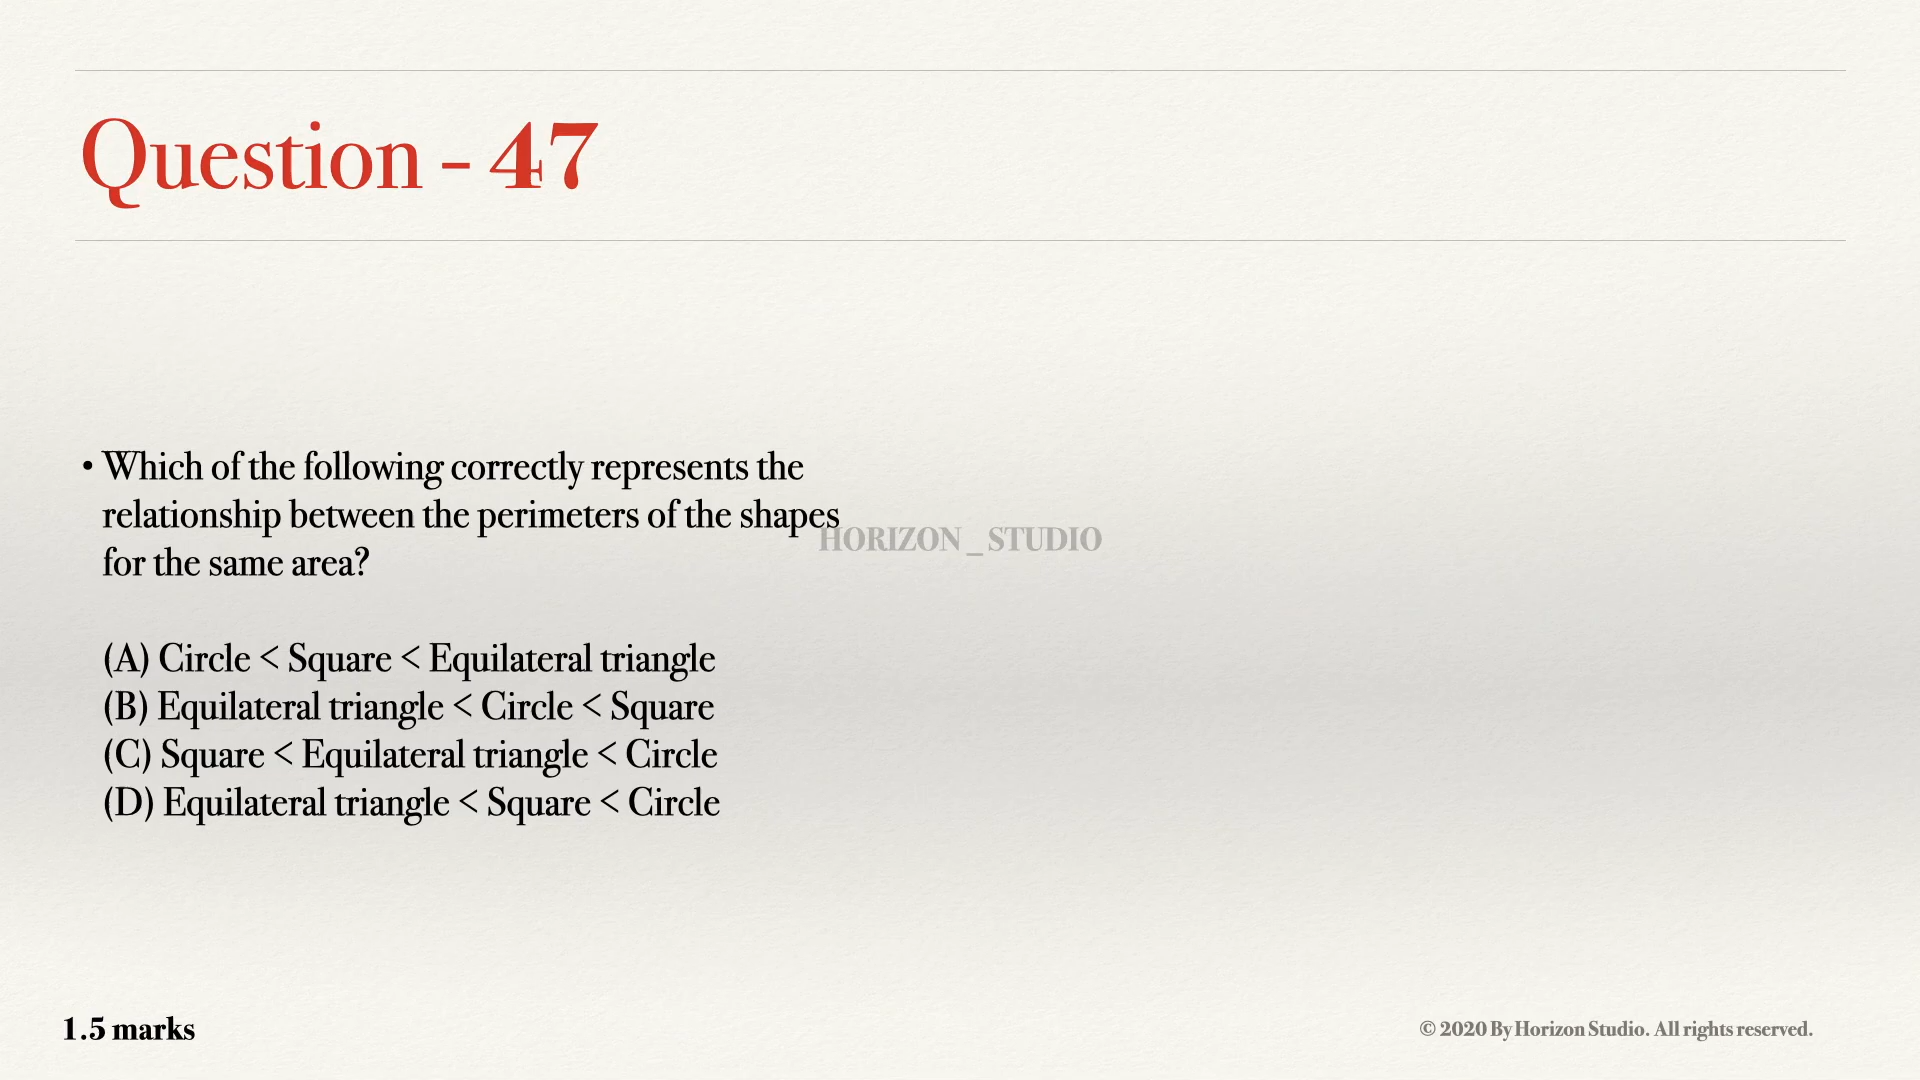 Question - 47
• Which of the following correctly represents the
relationship between the perimeters of the shapes
for the same area?
HORIZON _ STUDIO
(A) Circle < Square < Equilateral triangle
(B) Equilateral triangle < Circle < Square
(C) Square < Equilateral triangle < Circle
(D) Equilateral triangle < Square < Circle
1.5 marks
© 2020 By Horizon Studio. All rights reserved.